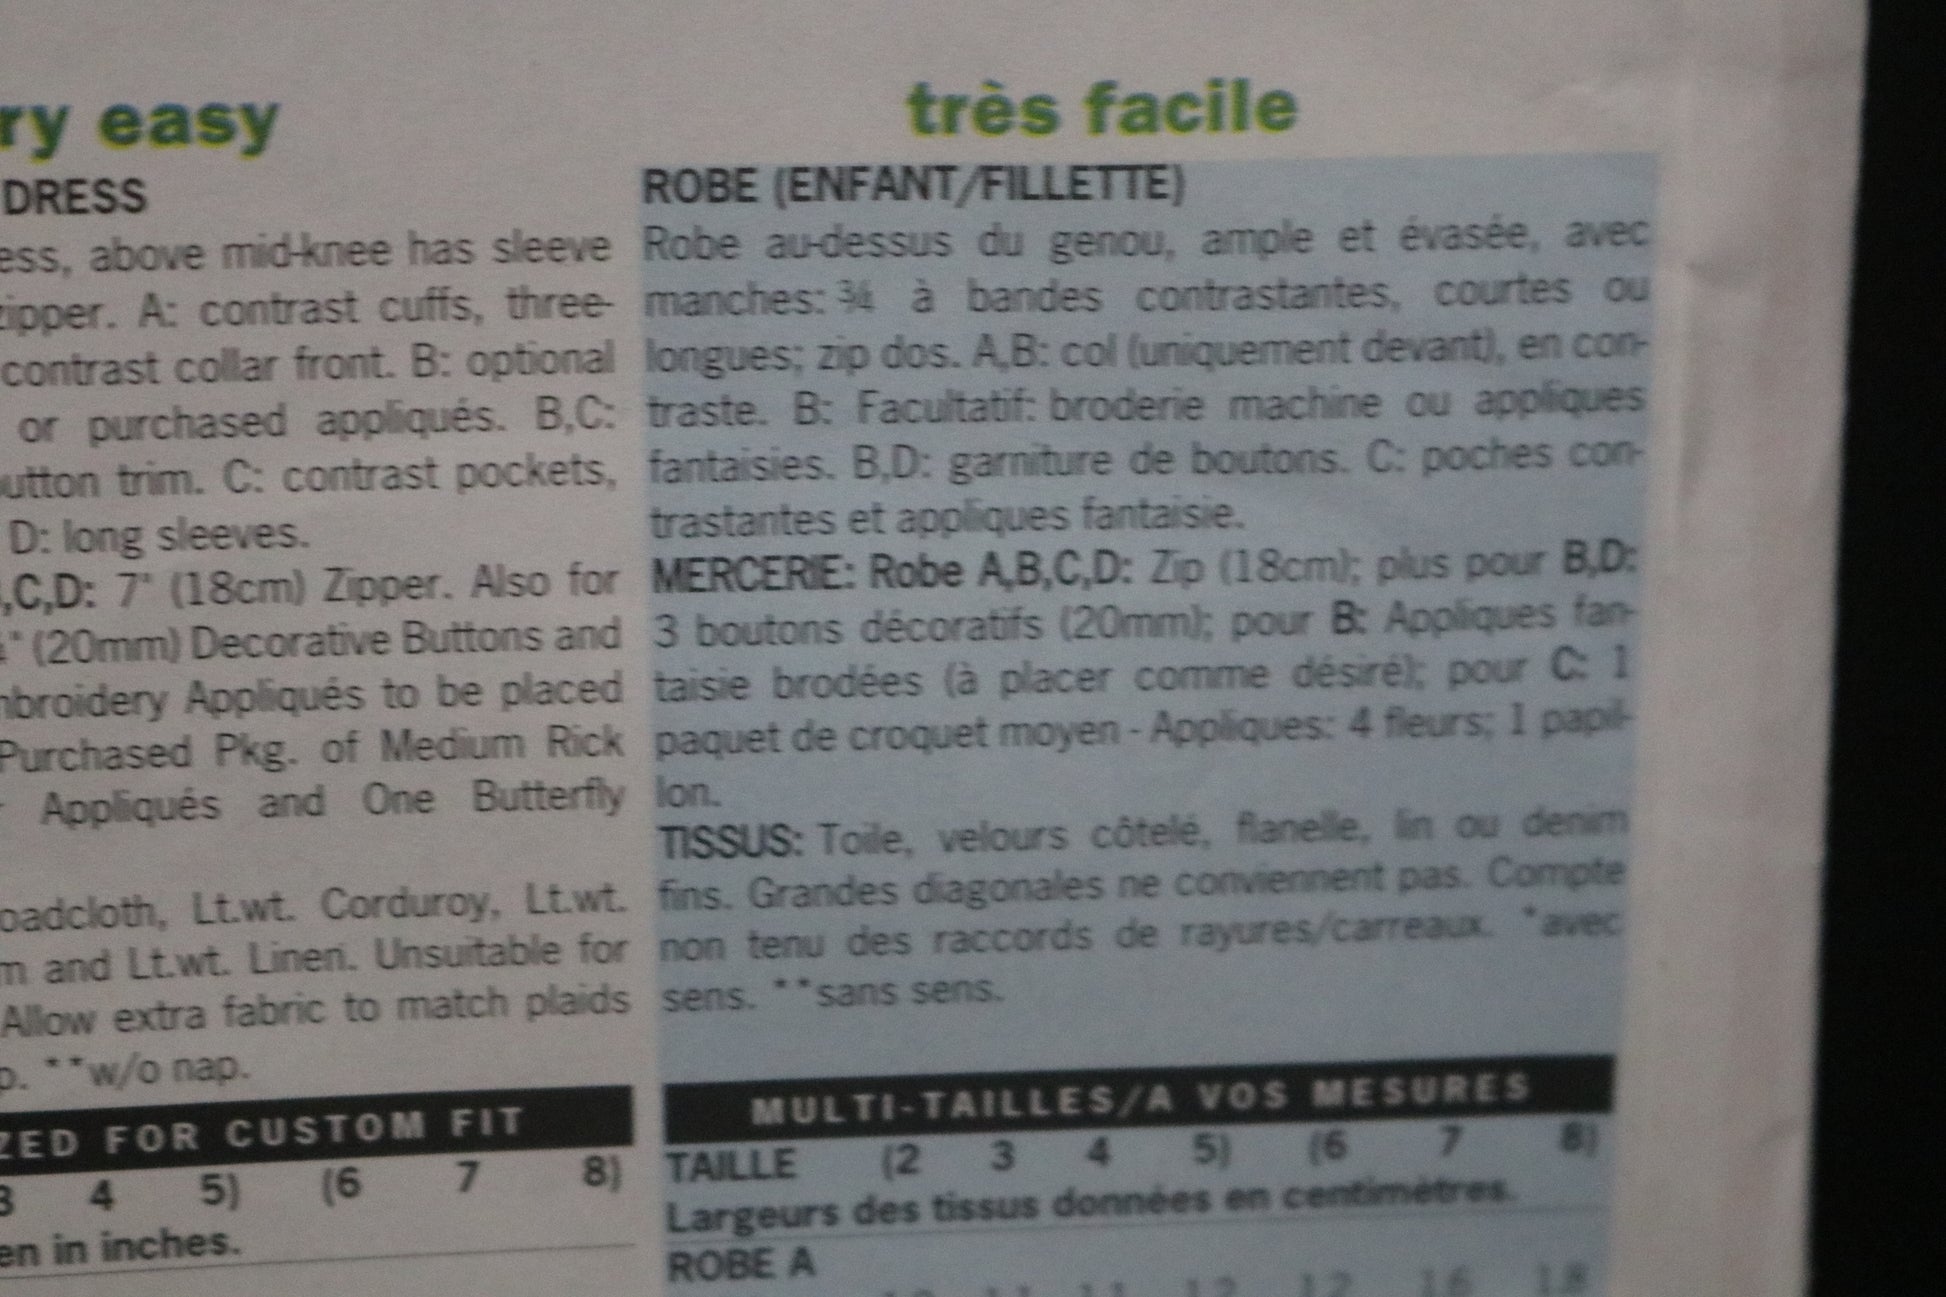 ry easy
DRESS
ess, above mid-knee has sleeve
zipper. A: contrast cuffs, three-
contrast collar front. B: optional
or purchased appliqués. B,C:
utton trim. C: contrast pockets,
D: long sleeves.
,C,D: 7" (18cm) Zipper. Also for
" (20mm) Decorative Buttons and
mbroidery Appliqués to be placed
Purchased Pkg. of Medium Rick
Appliqués and One Butterfly
oadcloth, Lt.wt. Corduroy, Lt.wt.
m and Lt.wt. Linen. Unsuitable for
Allow extra fabric to match plaids
p. **w/o nap.
ZED FOR CUSTOM FIT
3 4 5) (6 7 8)
en in inches.
très facile
ROBE (ENFANT/FILLETTE)
Robe au-dessus du genou, ample et évasée, avec
manches: ¾ à bandes contrastantes, courtes ou
longues; zip dos. A,B: col (uniquement devant), en con-
traste. B: Facultatif: broderie machine ou appliques
fantaisies. B,D: garniture de boutons. C: poches con-
trastantes et appliques fantaisie.
MERCERIE: Robe A,B,C,D: Zip (18cm); plus pour B,D:
3 boutons décoratifs (20mm); pour B: Appliques fan-
taisie brodées (à placer comme désiré); pour C: 1
paquet de croquet moyen - Appliques: 4 fleurs; 1 papil-
lon.
TISSUS: Toile, velours côtelé, flanelle, lin ou denim
fins. Grandes diagonales ne conviennent pas. Compte
non tenu des raccords de rayures/carreaux. *avec
sens. **sans sens.
MULTI-TAILLES/A VOS MESURES
TAILLE (2 3 4 5) (6 7 8)
Largeurs des tissus données en centimètres.
ROBE A